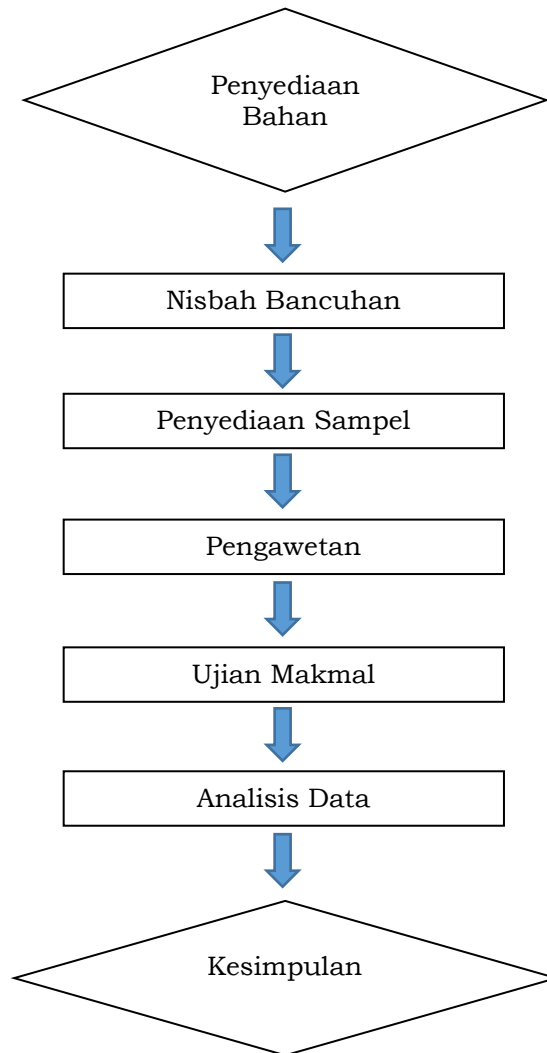 Penyediaan
Bahan
Nisbah Bancuhan
Penyediaan Sampel
Pengawetan
Ujian Makmal
Analisis Data
Kesimpulan